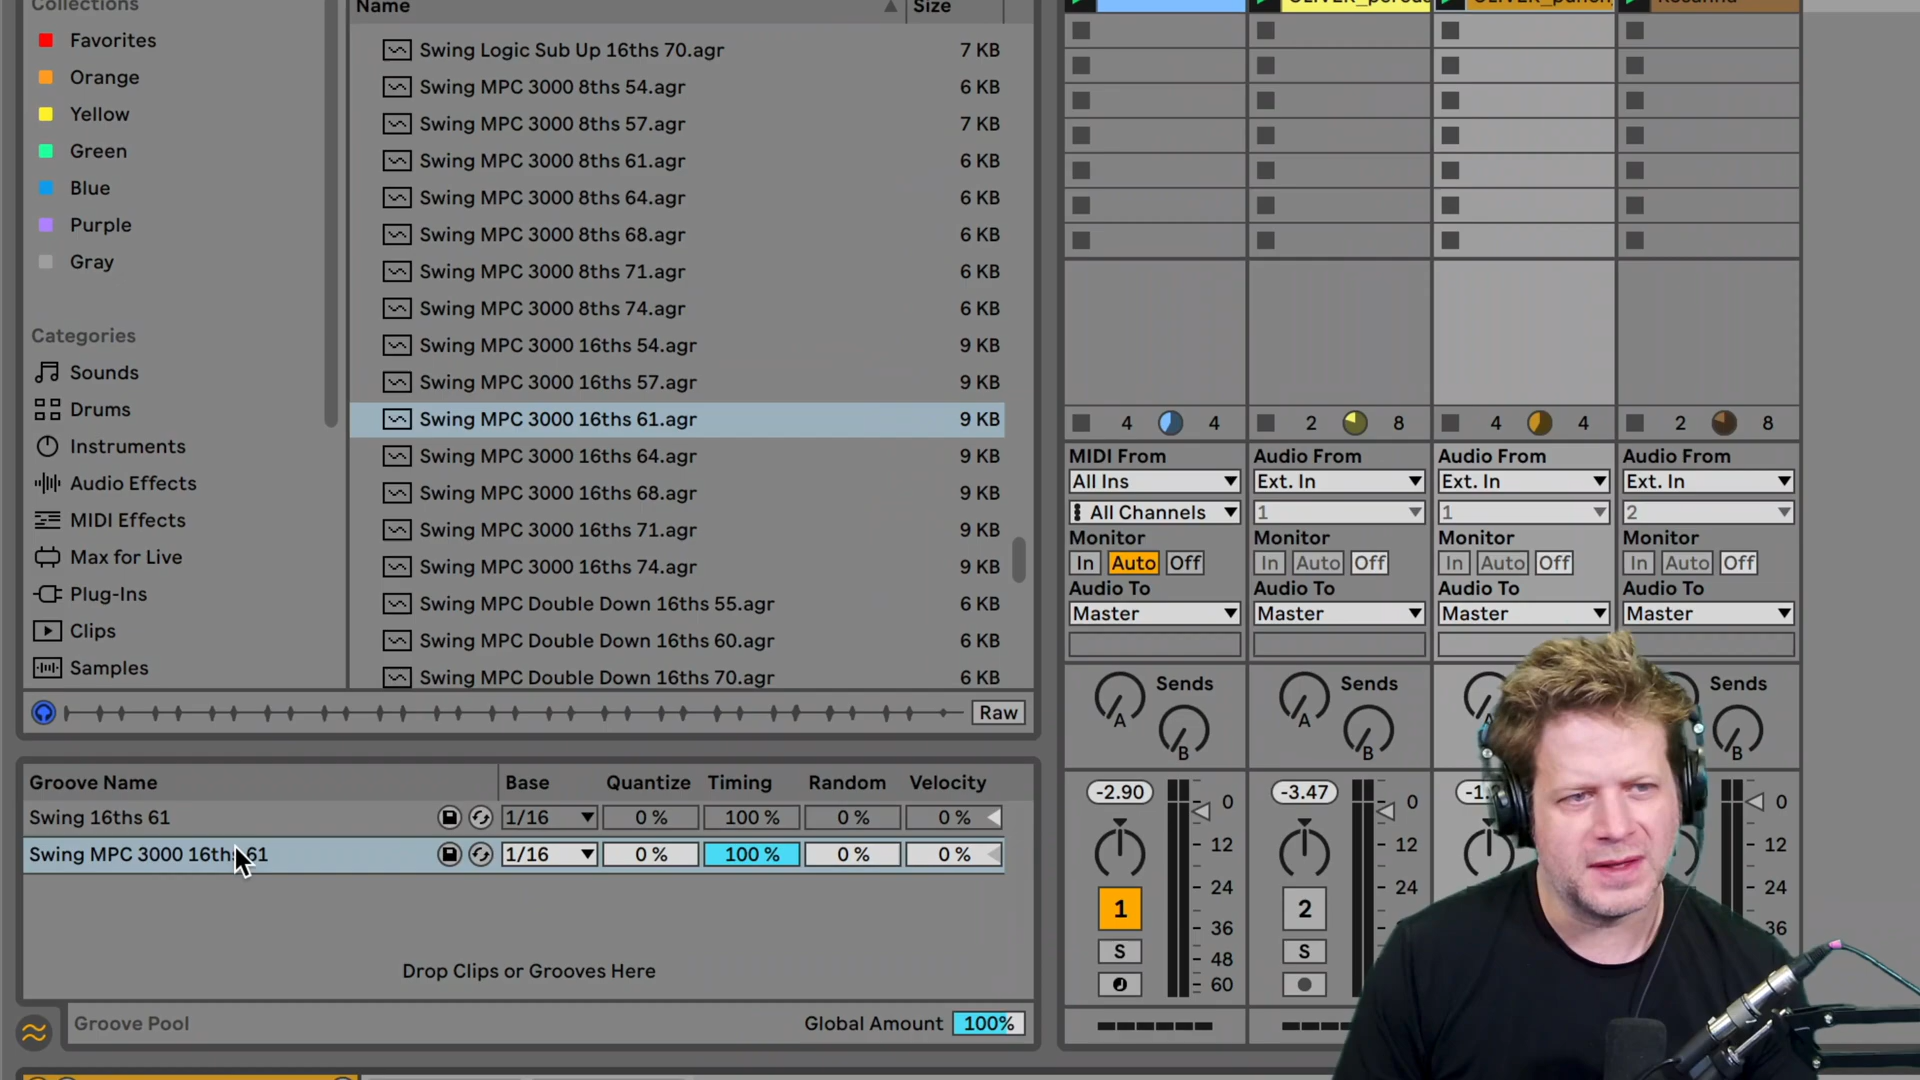 Collections
Favorites
Orange
Yellow
Green
Blue
Purple
Gray
Categories
Sounds
Drums
Instruments
Audio Effects
MIDI Effects
Max for Live
Plug-Ins
Clips
Samples
Name Size
Swing Logic Sub Up 16ths 70.agr 7 KB
Swing MPC 3000 8ths 54.agr 6 KB
Swing MPC 3000 8ths 57.agr 7 KB
Swing MPC 3000 8ths 61.agr 6 KB
Swing MPC 3000 8ths 64.agr 6 KB
Swing MPC 3000 8ths 68.agr 6 KB
Swing MPC 3000 8ths 71.agr 6 KB
Swing MPC 3000 8ths 74.agr 6 KB
Swing MPC 3000 16ths 54.agr 9 KB
Swing MPC 3000 16ths 57.agr 9 KB
Swing MPC 3000 16ths 61.agr 9 KB
Swing MPC 3000 16ths 64.agr 9 KB
Swing MPC 3000 16ths 68.agr 9 KB
Swing MPC 3000 16ths 71.agr 9 KB
Swing MPC 3000 16ths 74.agr 9 KB
Swing MPC Double Down 16ths 55.agr 6 KB
Swing MPC Double Down 16ths 60.agr 6 KB
Swing MPC Double Down 16ths 70.agr 6 KB
Raw
Groove Name Base Quantize Timing Random Velocity
Swing 16ths 61 1/16 0 % 100 % 0 % 0 %
Swing MPC 3000 16ths 61 1/16 0 % 100 % 0 % 0 %
Drop Clips or Grooves Here
Groove Pool Global Amount 100%
4 4 2 8 4 4 2 8
MIDI From Audio From Audio From Audio From
All Ins Ext. In Ext. In Ext. In
All Channels 1 1 2
Monitor Monitor Monitor Monitor
In Auto Off In Auto Off In Auto Off In Auto Off
Audio To Audio To Audio To Audio To
Master Master Master Master
Sends Sends Sends
A B A B B
-2.90 0 -3.47 0 0
12 12 12
24 24 24
1 2
36 36
S S
48
60